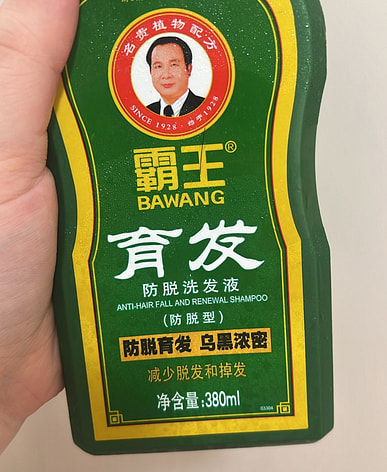 名贵植物配方
SINCE 1928 · 始于1928
霸王®
BAWANG
育发
防脱洗发液
ANTI-HAIR FALL AND RENEWAL SHAMPOO
(防脱型)
防脱育发 乌黑浓密
减少脱发和掉发
净含量:380ml